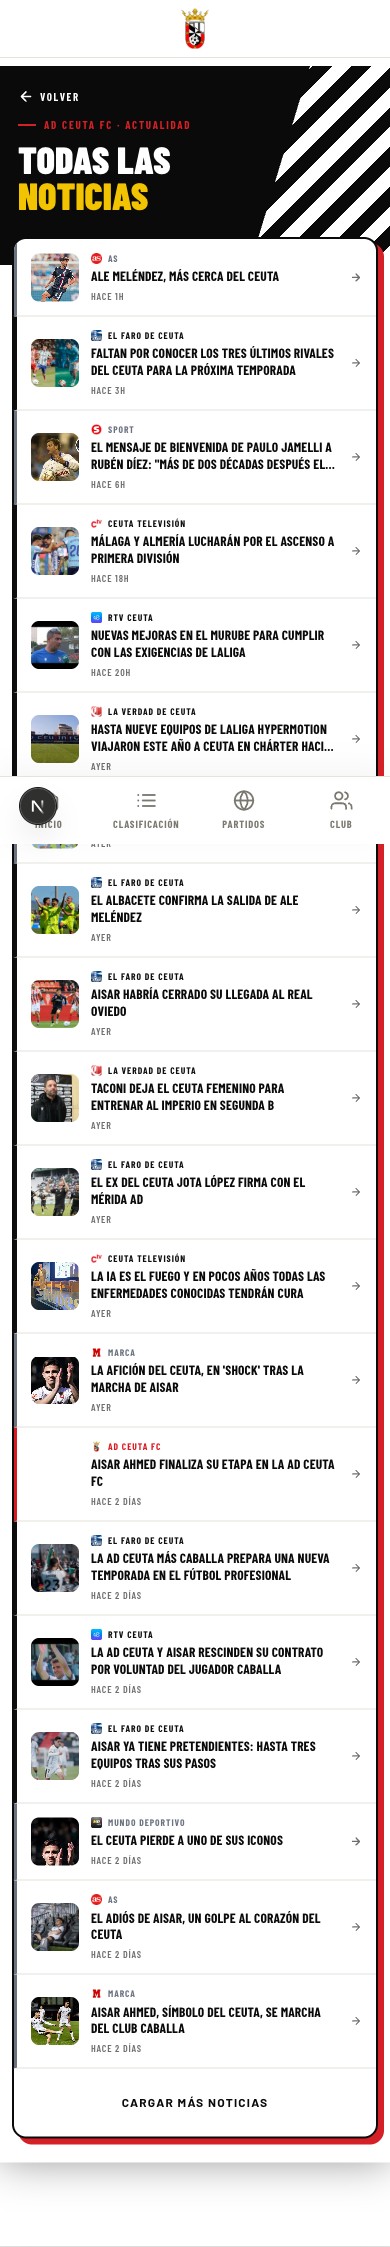 VOLVER
AD CEUTA FC · ACTUALIDAD
TODAS LAS
NOTICIAS
AS
ALE MELÉNDEZ, MÁS CERCA DEL CEUTA
HACE 1H
EL FARO DE CEUTA
FALTAN POR CONOCER LOS TRES ÚLTIMOS RIVALES
DEL CEUTA PARA LA PRÓXIMA TEMPORADA
HACE 3H
SPORT
EL MENSAJE DE BIENVENIDA DE PAULO JAMELLI A
RUBÉN DÍEZ: "MÁS DE DOS DÉCADAS DESPUÉS EL...
HACE 6H
CEUTA TELEVISIÓN
MÁLAGA Y ALMERÍA LUCHARÁN POR EL ASCENSO A
PRIMERA DIVISIÓN
HACE 18H
RTV CEUTA
NUEVAS MEJORAS EN EL MURUBE PARA CUMPLIR
CON LAS EXIGENCIAS DE LALIGA
HACE 20H
LA VERDAD DE CEUTA
HASTA NUEVE EQUIPOS DE LALIGA HYPERMOTION
VIAJARON ESTE AÑO A CEUTA EN CHÁRTER HACI...
AYER
N
INICIO
CLASIFICACIÓN
PARTIDOS
CLUB
AYER
EL FARO DE CEUTA
EL ALBACETE CONFIRMA LA SALIDA DE ALE
MELÉNDEZ
AYER
EL FARO DE CEUTA
AISAR HABRÍA CERRADO SU LLEGADA AL REAL
OVIEDO
AYER
LA VERDAD DE CEUTA
TACONI DEJA EL CEUTA FEMENINO PARA
ENTRENAR AL IMPERIO EN SEGUNDA B
AYER
EL FARO DE CEUTA
EL EX DEL CEUTA JOTA LÓPEZ FIRMA CON EL
MÉRIDA AD
AYER
CEUTA TELEVISIÓN
LA IA ES EL FUEGO Y EN POCOS AÑOS TODAS LAS
ENFERMEDADES CONOCIDAS TENDRÁN CURA
AYER
MARCA
LA AFICIÓN DEL CEUTA, EN 'SHOCK' TRAS LA
MARCHA DE AISAR
AYER
AD CEUTA FC
AISAR AHMED FINALIZA SU ETAPA EN LA AD CEUTA
FC
HACE 2 DÍAS
EL FARO DE CEUTA
LA AD CEUTA MÁS CABALLA PREPARA UNA NUEVA
TEMPORADA EN EL FÚTBOL PROFESIONAL
HACE 2 DÍAS
RTV CEUTA
LA AD CEUTA Y AISAR RESCINDEN SU CONTRATO
POR VOLUNTAD DEL JUGADOR CABALLA
HACE 2 DÍAS
EL FARO DE CEUTA
AISAR YA TIENE PRETENDIENTES: HASTA TRES
EQUIPOS TRAS SUS PASOS
HACE 2 DÍAS
MUNDO DEPORTIVO
EL CEUTA PIERDE A UNO DE SUS ICONOS
HACE 2 DÍAS
AS
EL ADIÓS DE AISAR, UN GOLPE AL CORAZÓN DEL
CEUTA
HACE 2 DÍAS
MARCA
AISAR AHMED, SÍMBOLO DEL CEUTA, SE MARCHA
DEL CLUB CABALLA
HACE 2 DÍAS
CARGAR MÁS NOTICIAS